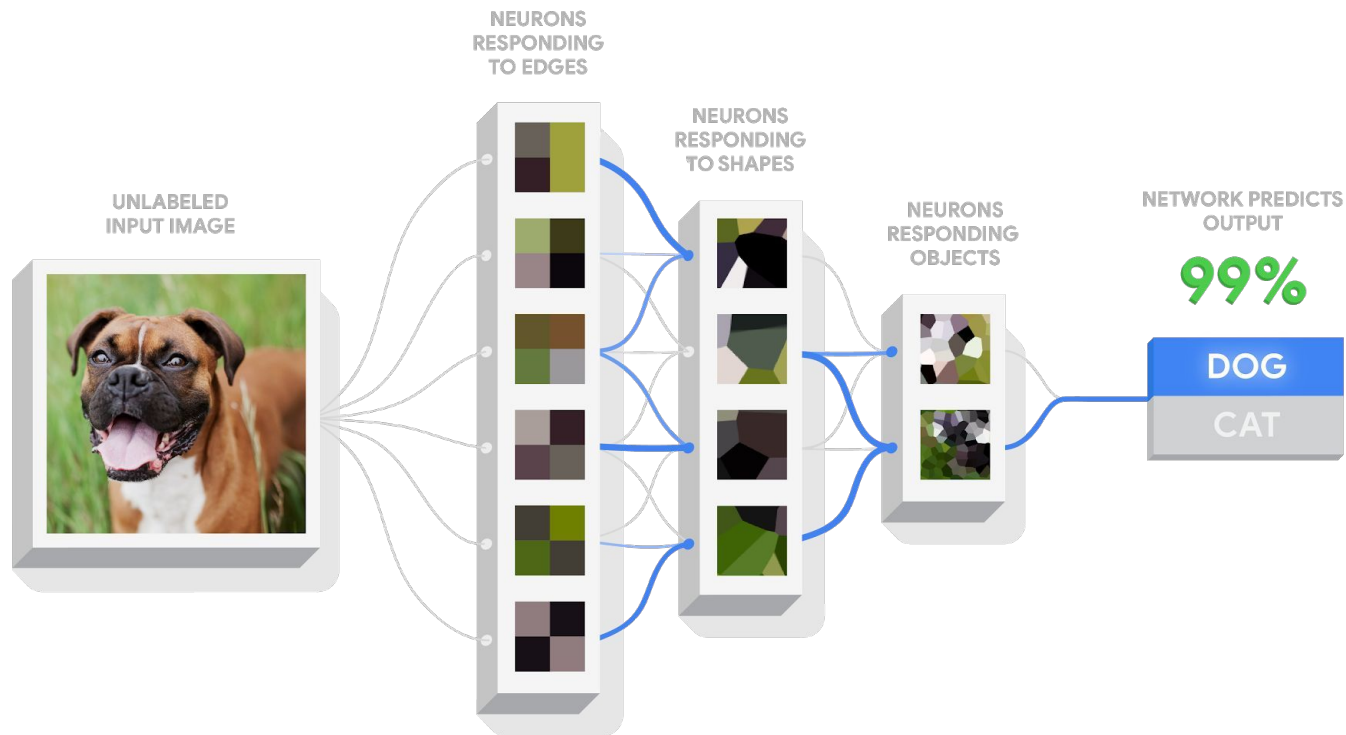 NEURONS
RESPONDING
TO EDGES
NEURONS
RESPONDING
TO SHAPES
UNLABELED
INPUT IMAGE
NEURONS
RESPONDING
OBJECTS
NETWORK PREDICTS
OUTPUT
99%
DOG
CAT